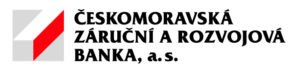 ČESKOMORAVSKÁ
ZÁRUČNÍ A ROZVOJOVÁ
BANKA, a. s.